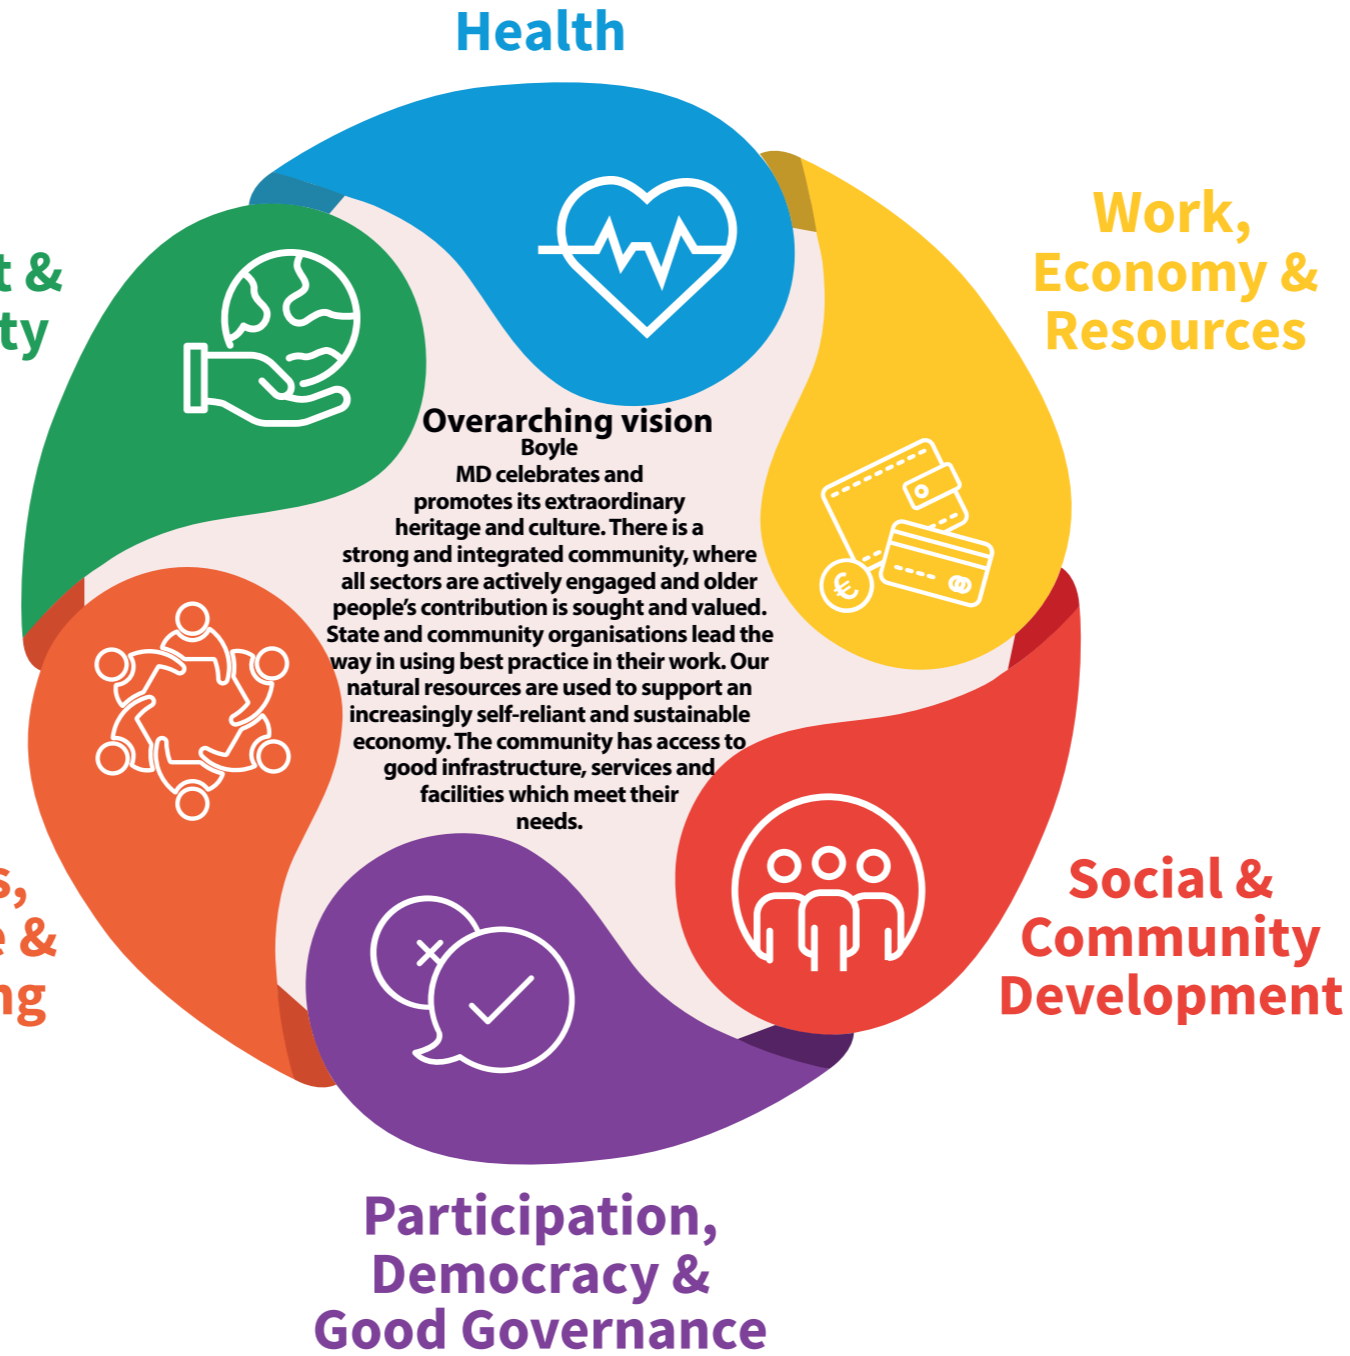 Health
Work,
Economy &
Resources
t &
ty
Overarching vision
Boyle
MD celebrates and
promotes its extraordinary
heritage and culture. There is a
strong and integrated community, where
all sectors are actively engaged and older
people’s contribution is sought and valued.
State and community organisations lead the
way in using best practice in their work. Our
natural resources are used to support an
increasingly self-reliant and sustainable
economy. The community has access to
good infrastructure, services and
facilities which meet their
needs.
€
s,
e &
ng
Social &
Community
Development
Participation,
Democracy &
Good Governance